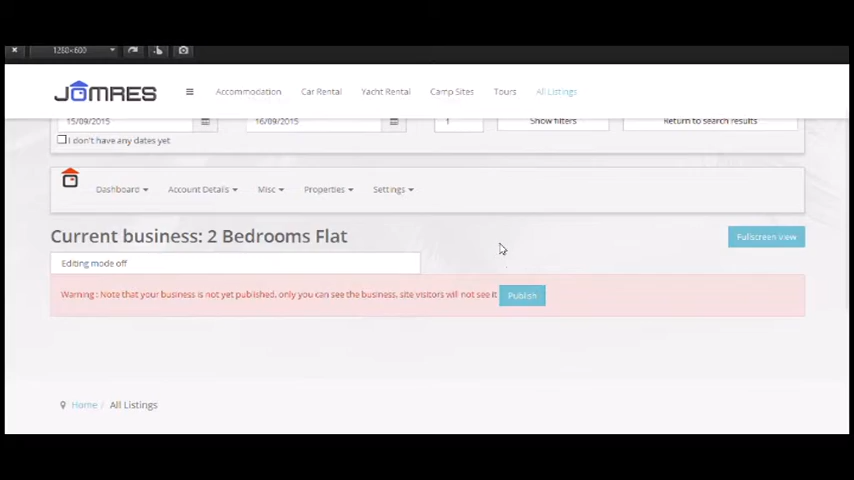 1280×600
JOMRES Accommodation Car Rental Yacht Rental Camp Sites Tours All Listings
15/09/2015 16/09/2015 1 Show filters Return to search results
I don't have any dates yet
Dashboard Account Details Misc Properties Settings
Current business: 2 Bedrooms Flat Fullscreen view
Editing mode off
Warning : Note that your business is not yet published, only you can see the business, site visitors will not see it Publish
Home / All Listings